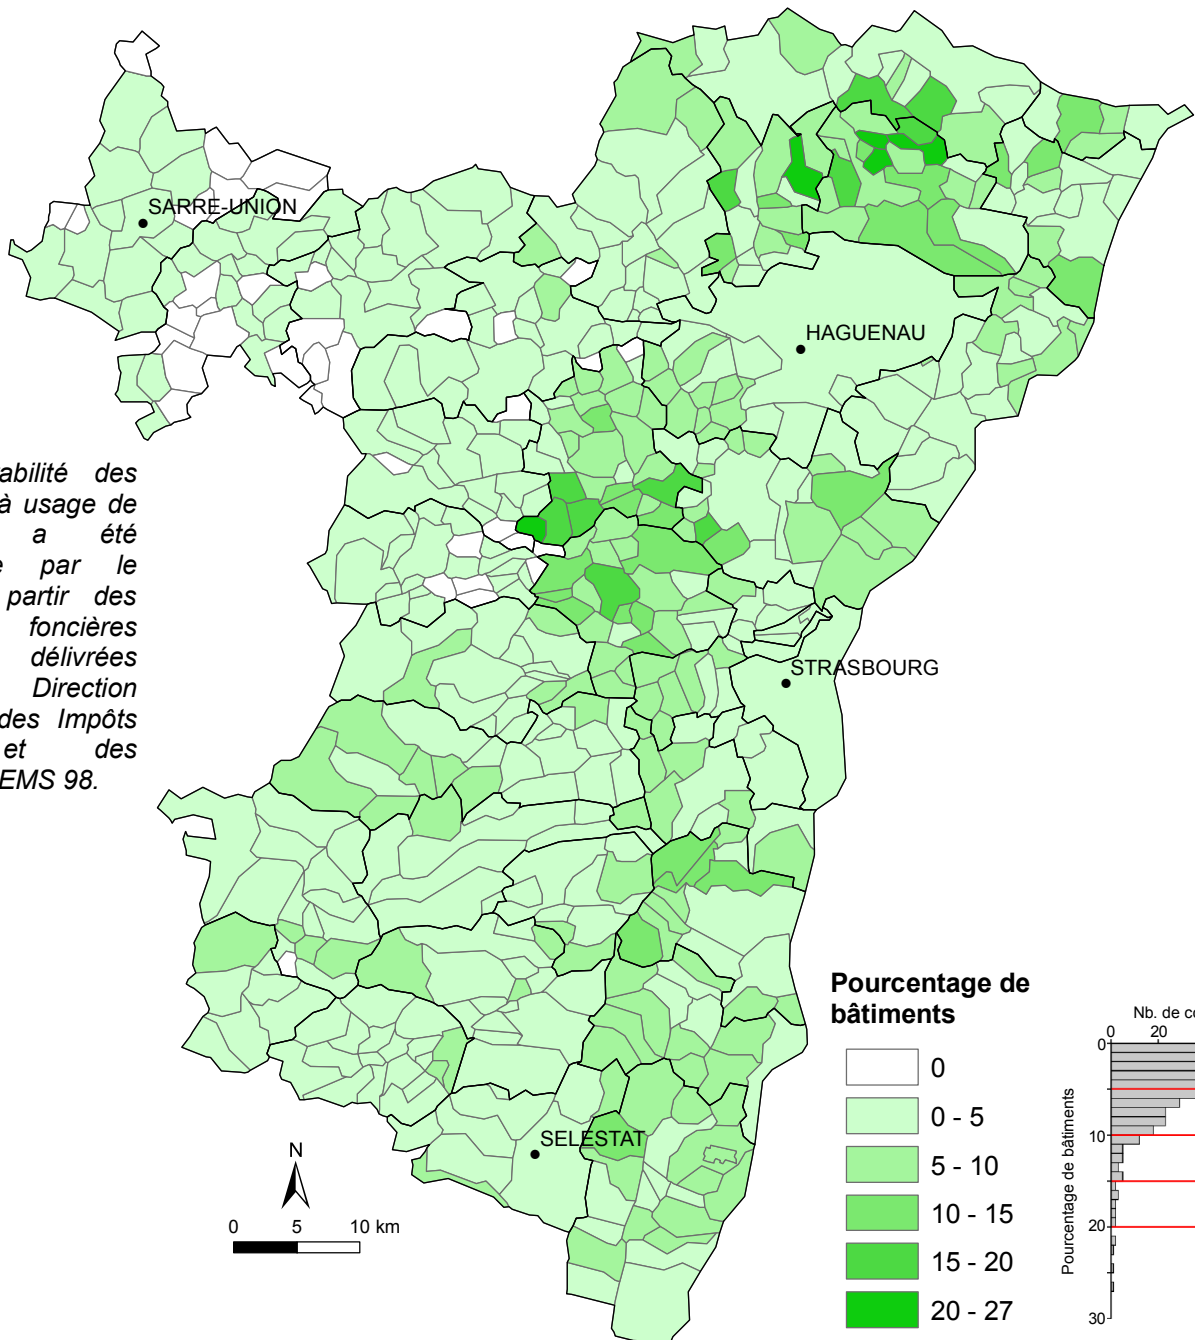 SARRE-UNION
HAGUENAU
abilité des
à usage de
a été
par le
partir des
foncières
délivrées
Direction
des Impôts
et des
EMS 98.
STRASBOURG
SELESTAT
N
0 5 10 km
Pourcentage de
bâtiments
0
0 - 5
5 - 10
10 - 15
15 - 20
20 - 27
Nb. de co
0 20
0
10
20
30
Pourcentage de bâtiments